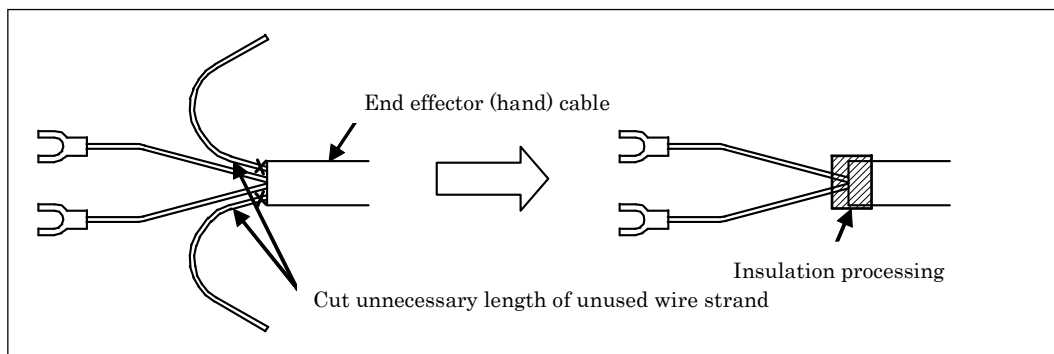 End effector (hand) cable
Insulation processing
Cut unnecessary length of unused wire strand